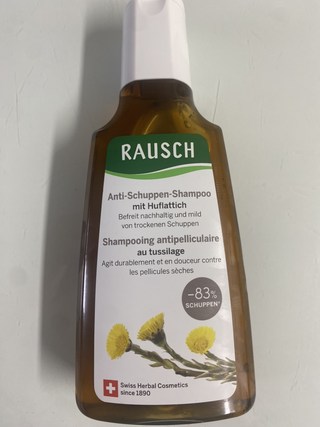 RAUSCH
Anti-Schuppen-Shampoo
mit Huflattich
Befreit nachhaltig und mild
von trockenen Schuppen
Shampooing antipelliculaire
au tussilage
Agit durablement et en douceur contre
les pellicules sèches
-83%
SCHUPPEN
Swiss Herbal Cosmetics
since 1890